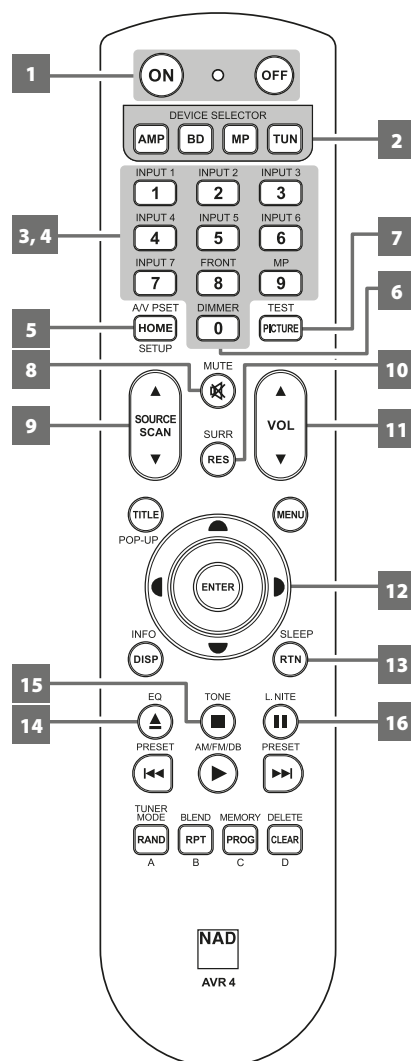 1
ON
OFF
DEVICE SELECTOR
AMP BD MP TUN
2
INPUT 1 INPUT 2 INPUT 3
1 2 3
INPUT 4 INPUT 5 INPUT 6
3, 4
4 5 6
7
INPUT 7 FRONT MP
7 8 9
6
A/V PSET DIMMER TEST
5
HOME 0 PICTURE
SETUP
8
MUTE
10
9
SOURCE
SCAN
VOL
11
SURR
RES
TITLE
MENU
POP-UP
ENTER
12
INFO SLEEP
DISP RTN
13
15
EQ TONE L. NITE
14
16
PRESET AM/FM/DB PRESET
TUNER
MODE BLEND MEMORY DELETE
RAND RPT PROG CLEAR
A B C D
NAD
AVR 4